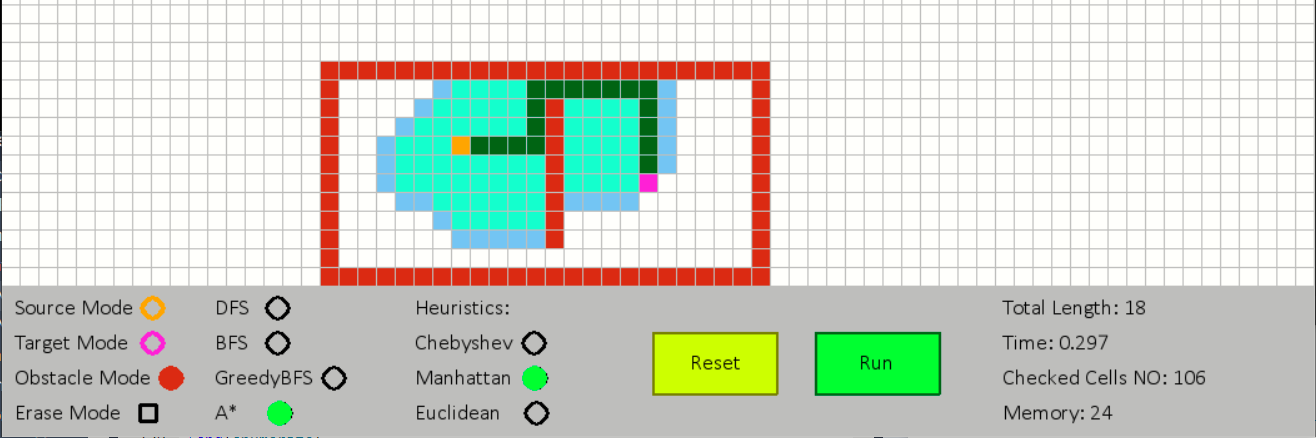 Source Mode DFS Heuristics: Total Length: 18
Target Mode BFS Chebyshev Reset Run Time: 0.297
Obstacle Mode GreedyBFS Manhattan Checked Cells NO: 106
Erase Mode A* Euclidean Memory: 24